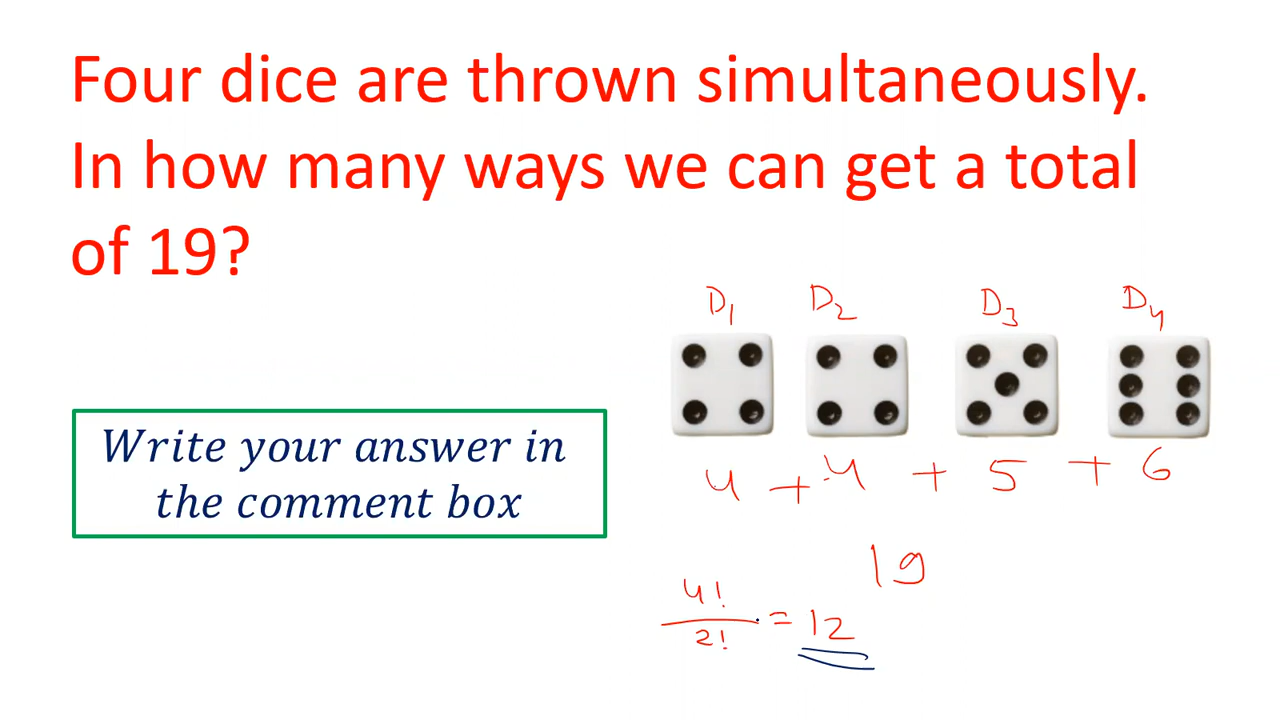 Four dice are thrown simultaneously.
In how many ways we can get a total
of 19?
D1 D2 D3 D4
Write your answer in
the comment box
4 + 4 + 5 + 6
19
4!
2!
= 12